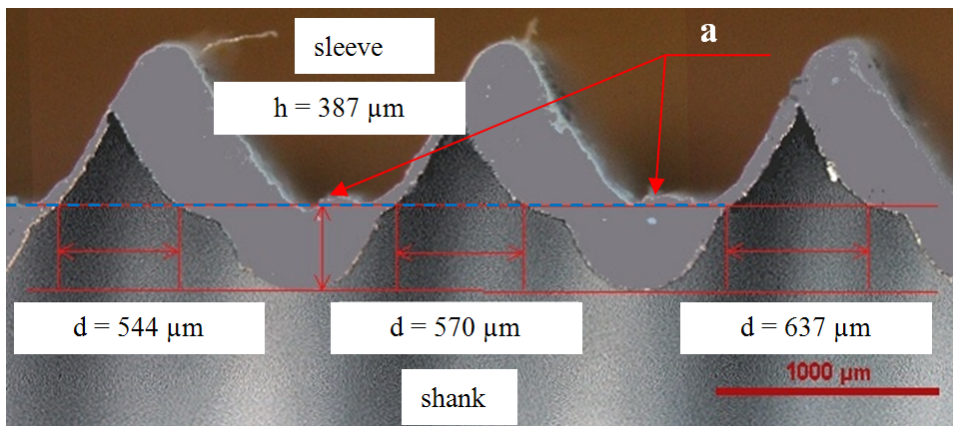 sleeve
a
h = 387 µm
d = 544 µm
d = 570 µm
d = 637 µm
1000 µm
shank